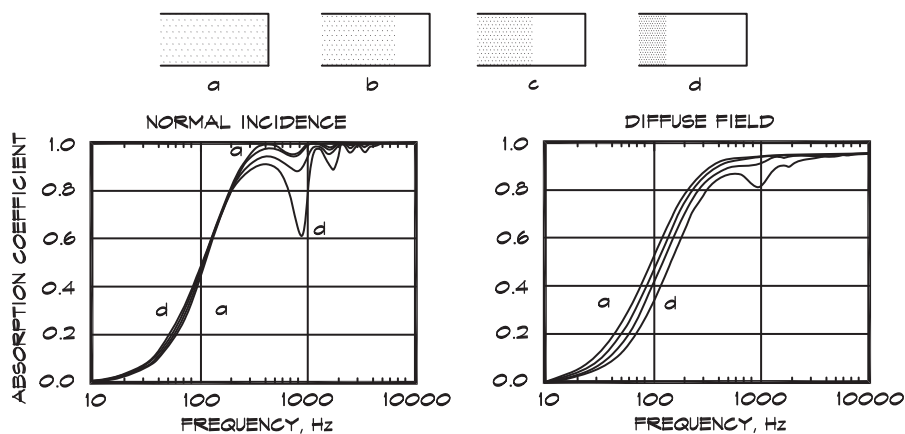 a b c d
NORMAL INCIDENCE
DIFFUSE FIELD
ABSORPTION COEFFICIENT
1.0
0.8
0.6
0.4
0.2
0.0
a
d
d a
10 100 1000 10000
FREQUENCY, Hz
1.0
0.8
0.6
0.4
0.2
0.0
a d
10 100 1000 10000
FREQUENCY, Hz